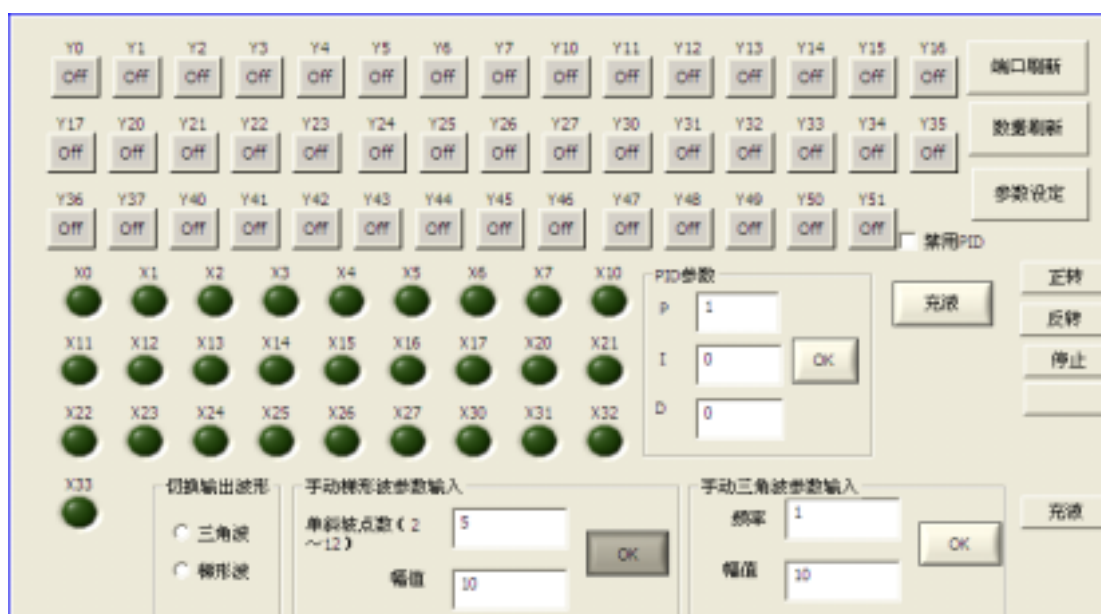 Y0 Y1 Y2 Y3 Y4 Y5 Y6 Y7 Y10 Y11 Y12 Y13 Y14 Y15 Y16
Off Off Off Off Off Off Off Off Off Off Off Off Off Off Off 端口刷新
Y17 Y20 Y21 Y22 Y23 Y24 Y25 Y26 Y27 Y30 Y31 Y32 Y33 Y34 Y35 数据刷新
Off Off Off Off Off Off Off Off Off Off Off Off Off Off Off
Y36 Y37 Y40 Y41 Y42 Y43 Y44 Y45 Y46 Y47 Y48 Y49 Y50 Y51 参数设定
Off Off Off Off Off Off Off Off Off Off Off Off Off Off 禁用PID
X0 X1 X2 X3 X4 X5 X6 X7 X10 PID参数 正转
P 1 充液
反转
X11 X12 X13 X14 X15 X16 X17 X20 X21
I 0 OK 停止
X22 X23 X24 X25 X26 X27 X30 X31 X32
D 0
X33 切换输出波形 手动梯形波参数输入 手动三角波参数输入
三角波 单斜坡点数(2 5 频率 1 充液
~12) OK OK
梯形波 幅值 10 幅值 10